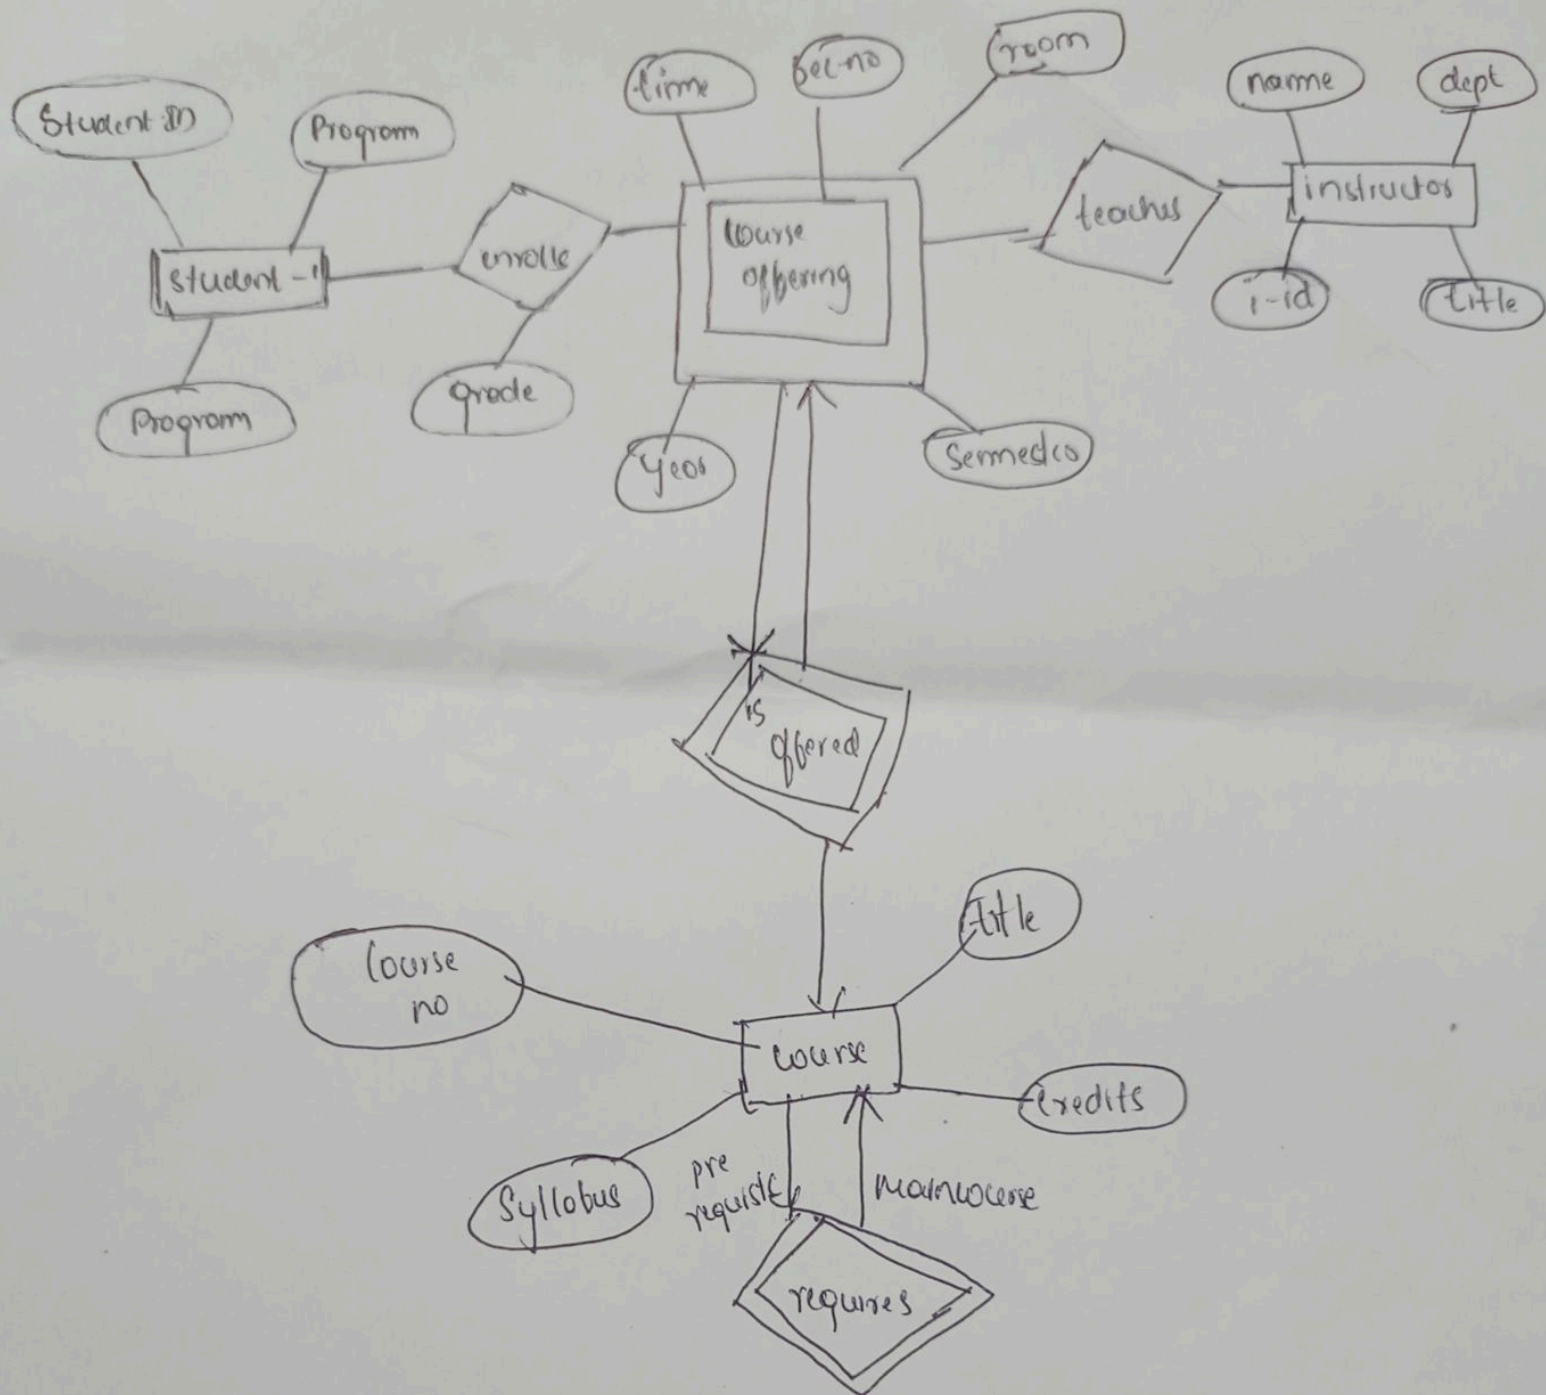 time
sec-no
room
name
dept
Student ID
Program
teaches
instructor
Course
offering
enrolls
student-1
i-id
title
grade
Program
year
is
offered
title
Course
no
course
credits
pre
requisite
maincourse
Syllabus
requires